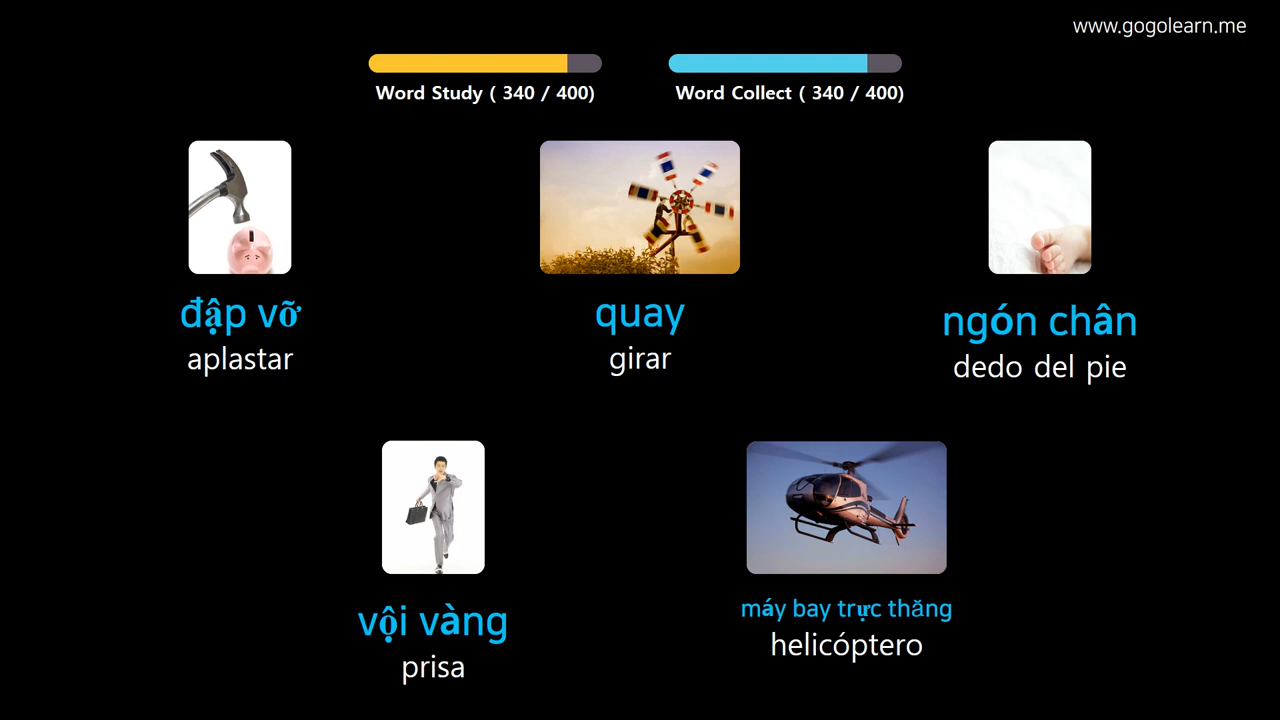 www.gogolearn.me
Word Study ( 340 / 400)
Word Collect ( 340 / 400)
đập vỡ
aplastar
quay
girar
ngón chân
dedo del pie
vội vàng
prisa
máy bay trực thăng
helicóptero